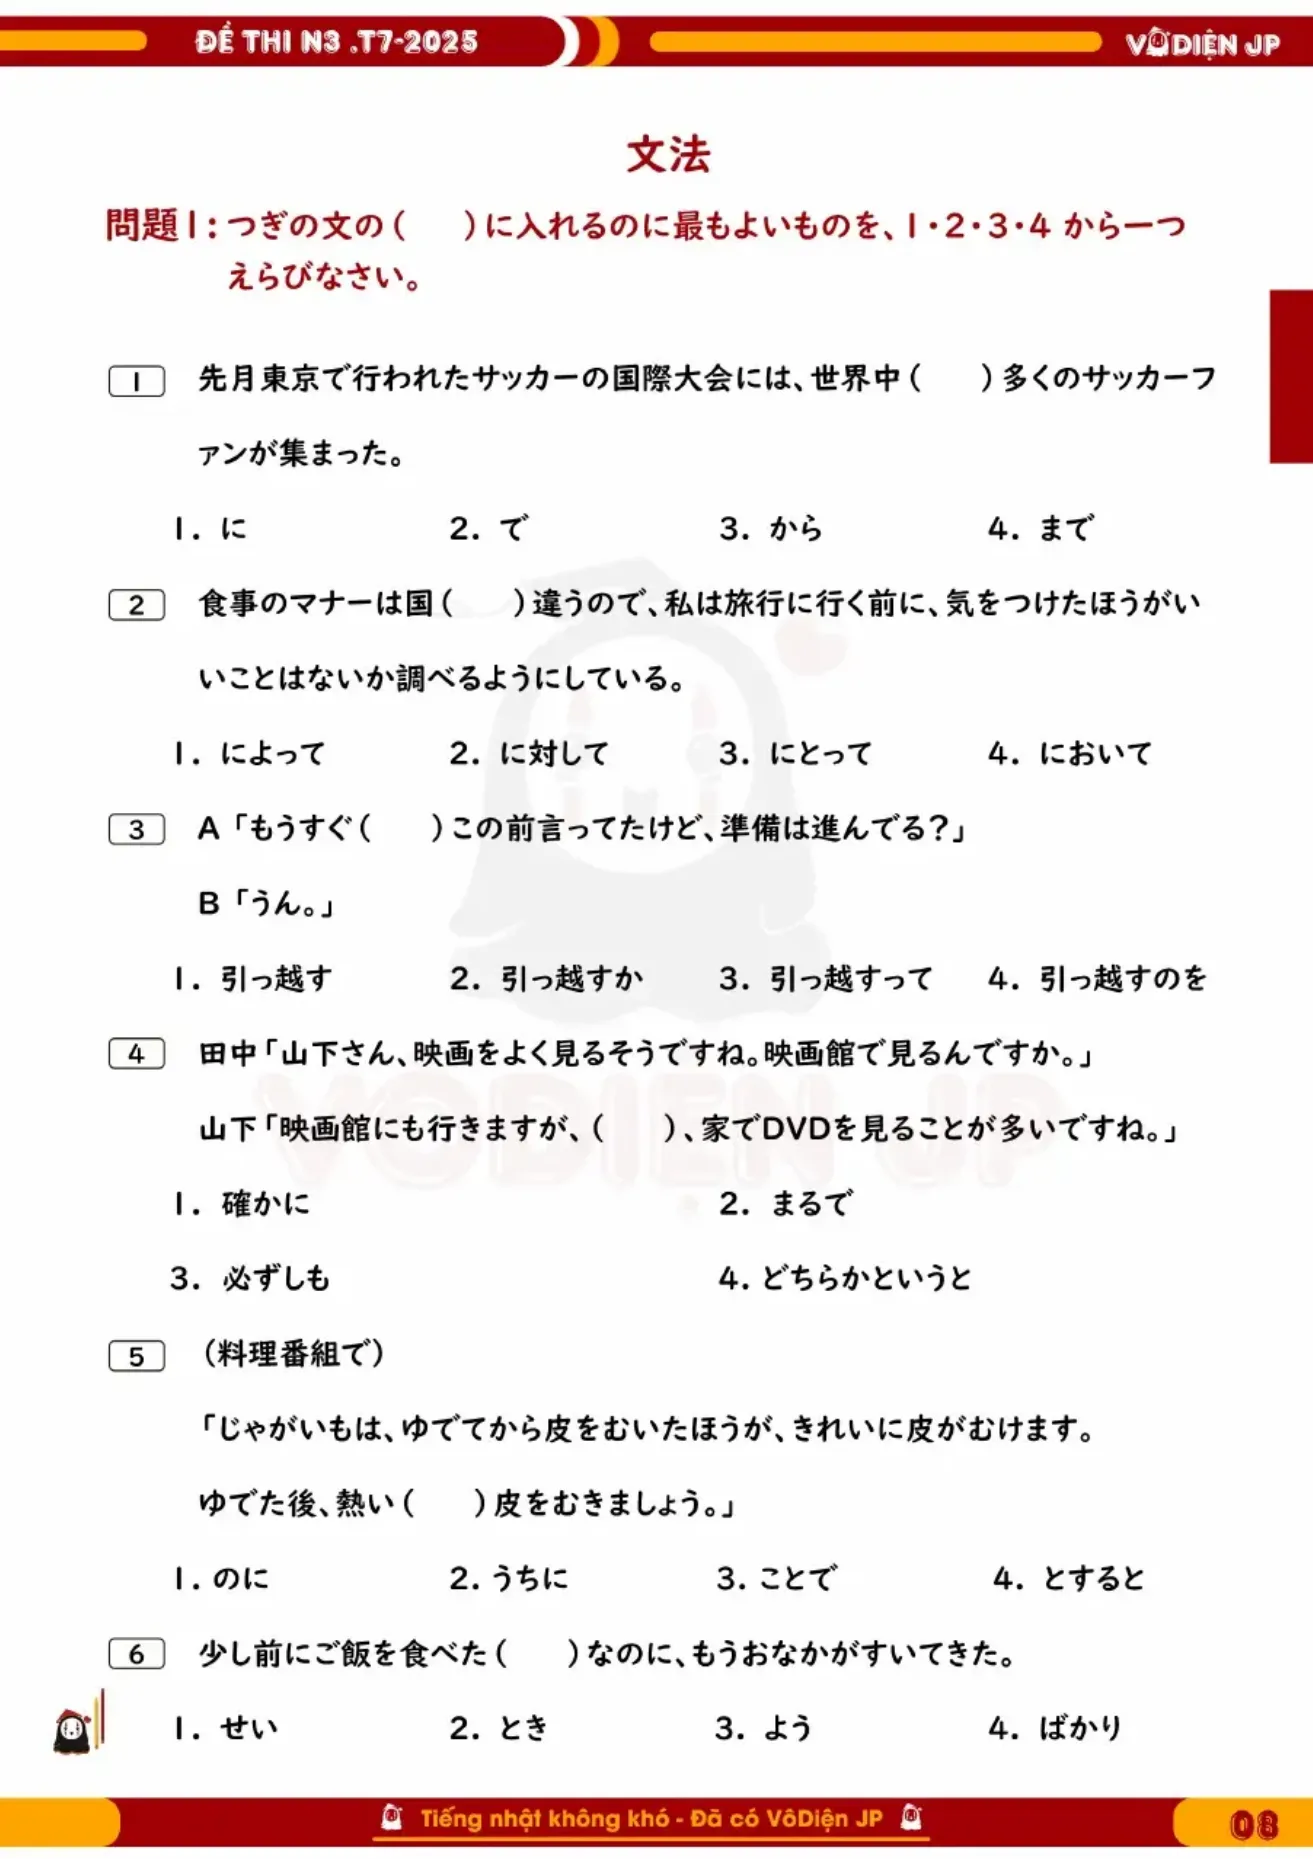 ĐỀ THI N3 .T7-2025
VÔDIỆN JP
文法
問題1:つぎの文の(　　)に入れるのに最もよいものを、1・2・3・4 から一つ
えらびなさい。
1 先月東京で行われたサッカーの国際大会には、世界中(　　)多くのサッカーフ
ァンが集まった。
1. に 2. で 3. から 4. まで
2 食事のマナーは国(　　)違うので、私は旅行に行く前に、気をつけたほうがい
いことはないか調べるようにしている。
1. によって 2. に対して 3. にとって 4. において
3 A「もうすぐ(　　)この前言ってたけど、準備は進んでる?」
B「うん。」
1. 引っ越す 2. 引っ越すか 3. 引っ越すって 4. 引っ越すのを
4 田中「山下さん、映画をよく見るそうですね。映画館で見るんですか。」
山下「映画館にも行きますが、(　　)、家でDVDを見ることが多いですね。」
1. 確かに 2. まるで
3. 必ずしも 4. どちらかというと
5 (料理番組で)
「じゃがいもは、ゆでてから皮をむいたほうが、きれいに皮がむけます。
ゆでた後、熱い(　　)皮をむきましょう。」
1. のに 2. うちに 3. ことで 4. とすると
6 少し前にご飯を食べた(　　)なのに、もうおなかがすいてきた。
1. せい 2. とき 3. よう 4. ばかり
VÔDIỆN JP
Tiếng nhật không khó - Đã có VôDiện JP
08